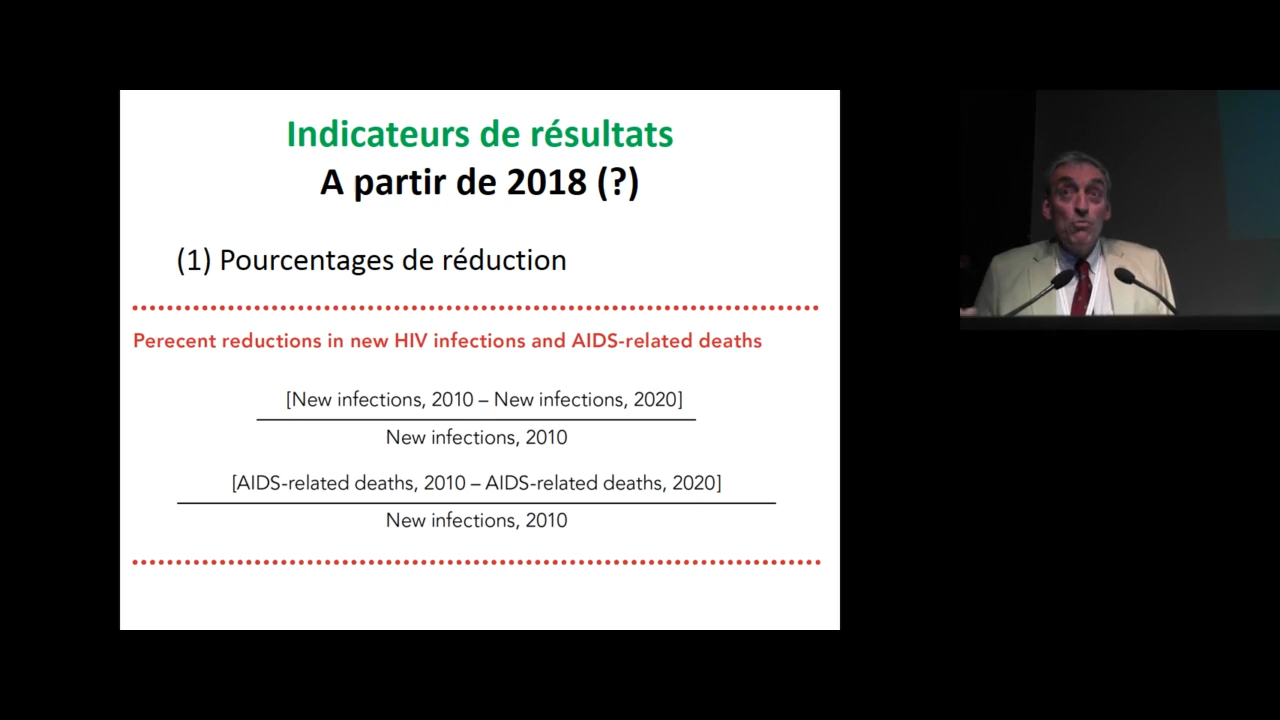 Indicateurs de résultats
A partir de 2018 (?)
(1) Pourcentages de réduction
Perecent reductions in new HIV infections and AIDS-related deaths
[New infections, 2010 – New infections, 2020]
New infections, 2010
[AIDS-related deaths, 2010 – AIDS-related deaths, 2020]
New infections, 2010